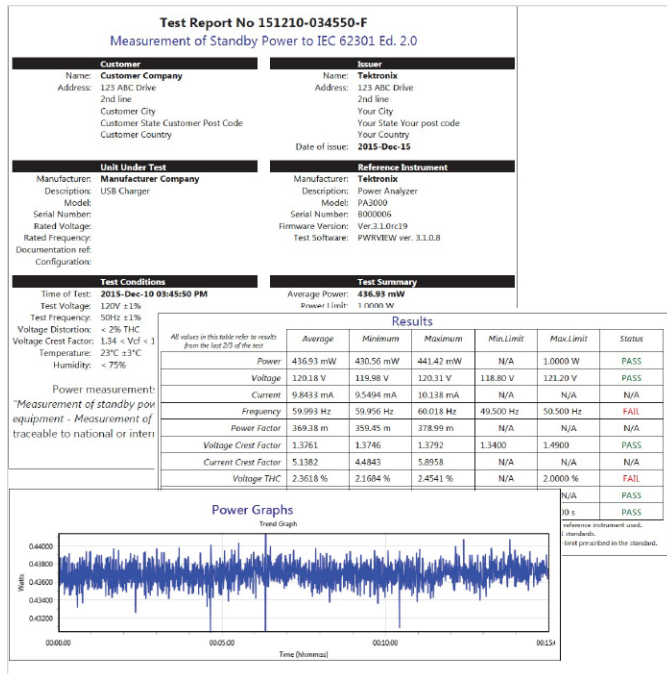 Test Report No 151210-034550-F
Measurement of Standby Power to IEC 62301 Ed. 2.0
Customer
Name: Customer Company
Address: 123 ABC Drive
2nd line
Customer City
Customer State Customer Post Code
Customer Country
Issuer
Name: Tektronix
Address: 123 ABC Drive
2nd line
Your City
Your State Your post code
Your Country
Date of issue: 2015-Dec-15
Unit Under Test
Manufacturer: Manufacturer Company
Description: USB Charger
Model:
Serial Number:
Rated Voltage:
Rated Frequency:
Documentation ref:
Configuration:
Reference Instrument
Manufacturer: Tektronix
Description: Power Analyzer
Model: PA3000
Serial Number: B000006
Firmware Version: Ver.3.1.0rc19
Test Software: PWRVIEW ver. 3.1.0.8
Test Conditions
Time of Test: 2015-Dec-10 03:45:50 PM
Test Voltage: 120V ±1%
Test Frequency: 50Hz ±1%
Voltage Distortion: < 2% THC
Voltage Crest Factor: 1.34 < Vcf < 1
Temperature: 23°C ±3°C
Humidity: < 75%
Test Summary
Average Power: 436.93 mW
Power Limit: 1.0000 W
Power measurements
"Measurement of standby pow
equipment - Measurement of
traceable to national or inter
Results
All values in this table refer to results from the last 2/3 of the test Average Minimum Maximum Min.Limit Max.Limit Status
Power 436.93 mW 430.56 mW 441.42 mW N/A 1.0000 W PASS
Voltage 120.18 V 119.98 V 120.31 V 118.80 V 121.20 V PASS
Current 9.8433 mA 9.5494 mA 10.138 mA N/A N/A N/A
Frequency 59.993 Hz 59.956 Hz 60.018 Hz 49.500 Hz 50.500 Hz FAIL
Power Factor 369.38 m 359.45 m 378.99 m N/A N/A N/A
Voltage Crest Factor 1.3761 1.3746 1.3792 1.3400 1.4900 PASS
Current Crest Factor 5.1382 4.4843 5.8958 N/A N/A N/A
Voltage THC 2.3618 % 2.1684 % 2.4541 % N/A 2.0000 % FAIL
N/A PASS
00 s PASS
reference instrument used.
1 standards.
limit prescribed in the standard.
Power Graphs
Trend Graph
Watts
0.44000
0.43800
0.43600
0.43400
0.43200
00:00:00 00:05:00 00:10:00 00:15:
Time (hh:mm:ss)